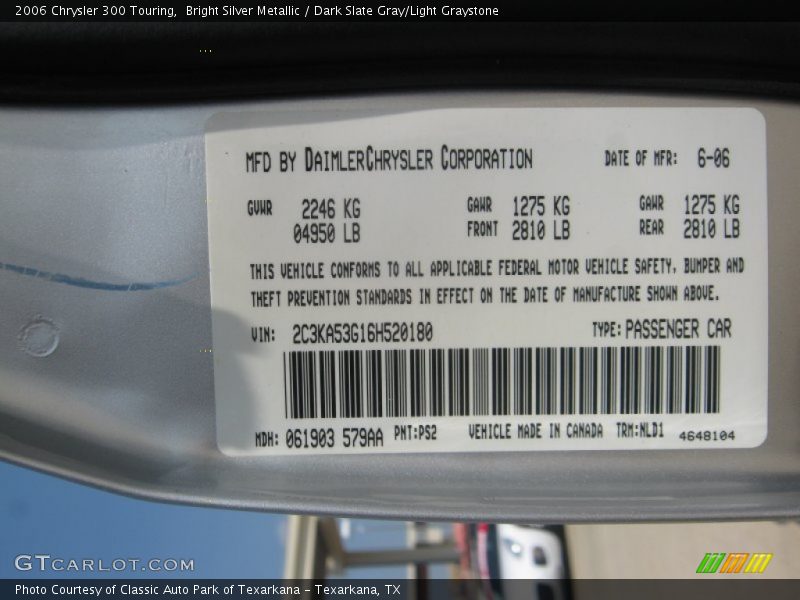 2006 Chrysler 300 Touring,  Bright Silver Metallic / Dark Slate Gray/Light Graystone
MFD BY DAIMLERCHRYSLER CORPORATION DATE OF MFR: 6-06
GVWR 2246 KG GAWR 1275 KG GAWR 1275 KG
04950 LB FRONT 2810 LB REAR 2810 LB
THIS VEHICLE CONFORMS TO ALL APPLICABLE FEDERAL MOTOR VEHICLE SAFETY, BUMPER AND
THEFT PREVENTION STANDARDS IN EFFECT ON THE DATE OF MANUFACTURE SHOWN ABOVE.
VIN: 2C3KA53G16H520180 TYPE: PASSENGER CAR
MDH: 061903 579AA PNT:PS2 VEHICLE MADE IN CANADA TRM:NLD1 4648104
GTCARLOT.COM
Photo Courtesy of Classic Auto Park of Texarkana - Texarkana, TX